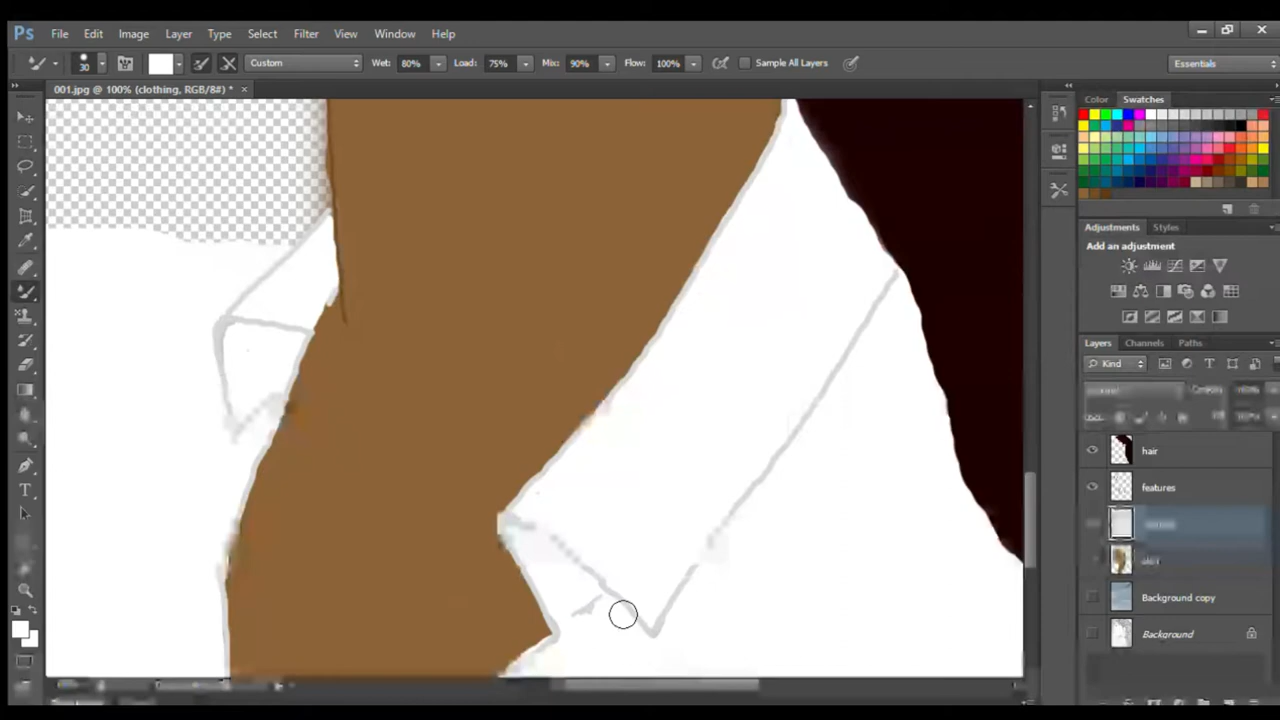 Ps File Edit Image Layer Type Select Filter View Window Help
30 Custom Wet: 80% Load: 75% Mix: 90% Flow: 100% Sample All Layers Essentials
001.jpg @ 100% (clothing, RGB/8#) *
Color Swatches
Adjustments Styles
Add an adjustment
Layers Channels Paths
Kind
hair
features
Background copy
Background